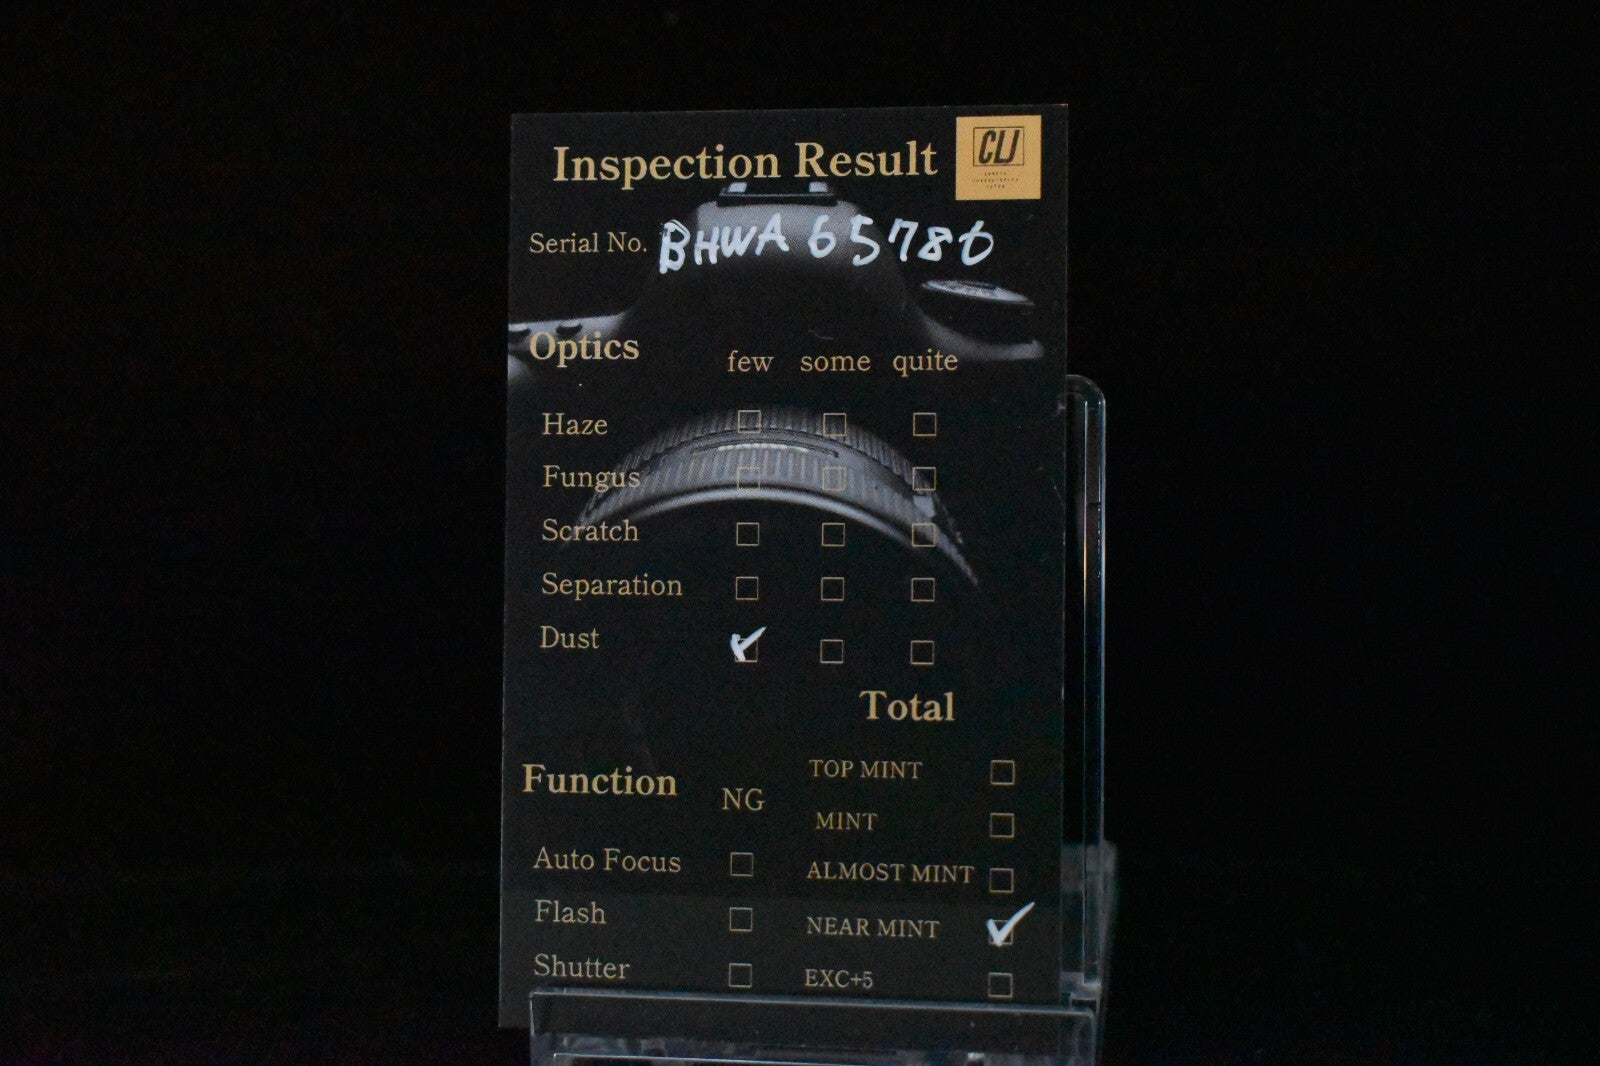 Inspection Result
CLJ
Serial No. BHWA 65786
Optics few some quite
Haze
Fungus
Scratch
Separation
Dust
Total
Function NG
TOP MINT
MINT
Auto Focus
ALMOST MINT
Flash
NEAR MINT
Shutter
EXC+5